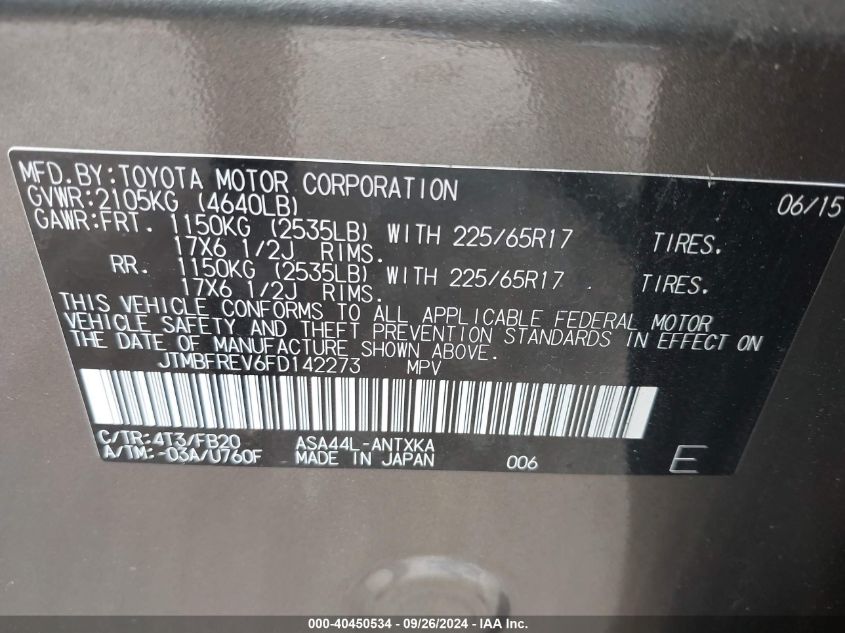 MFD.BY:TOYOTA MOTOR CORPORATION 06/15
GVWR:2105KG (4640LB)
GAWR:FRT. 1150KG (2535LB) WITH 225/65R17 TIRES.
17X6 1/2J RIMS.
RR. 1150KG (2535LB) WITH 225/65R17 TIRES.
17X6 1/2J RIMS.
THIS VEHICLE CONFORMS TO ALL APPLICABLE FEDERAL MOTOR
VEHICLE SAFETY AND THEFT PREVENTION STANDARDS IN EFFECT ON
THE DATE OF MANUFACTURE SHOWN ABOVE.
JTMBFREV6FD142273 MPV
C/TR:4T3/FB20 ASA44L-ANTXKA
A/TM:-03A/U760F MADE IN JAPAN 006 E
000-40450534 - 09/26/2024 - IAA Inc.